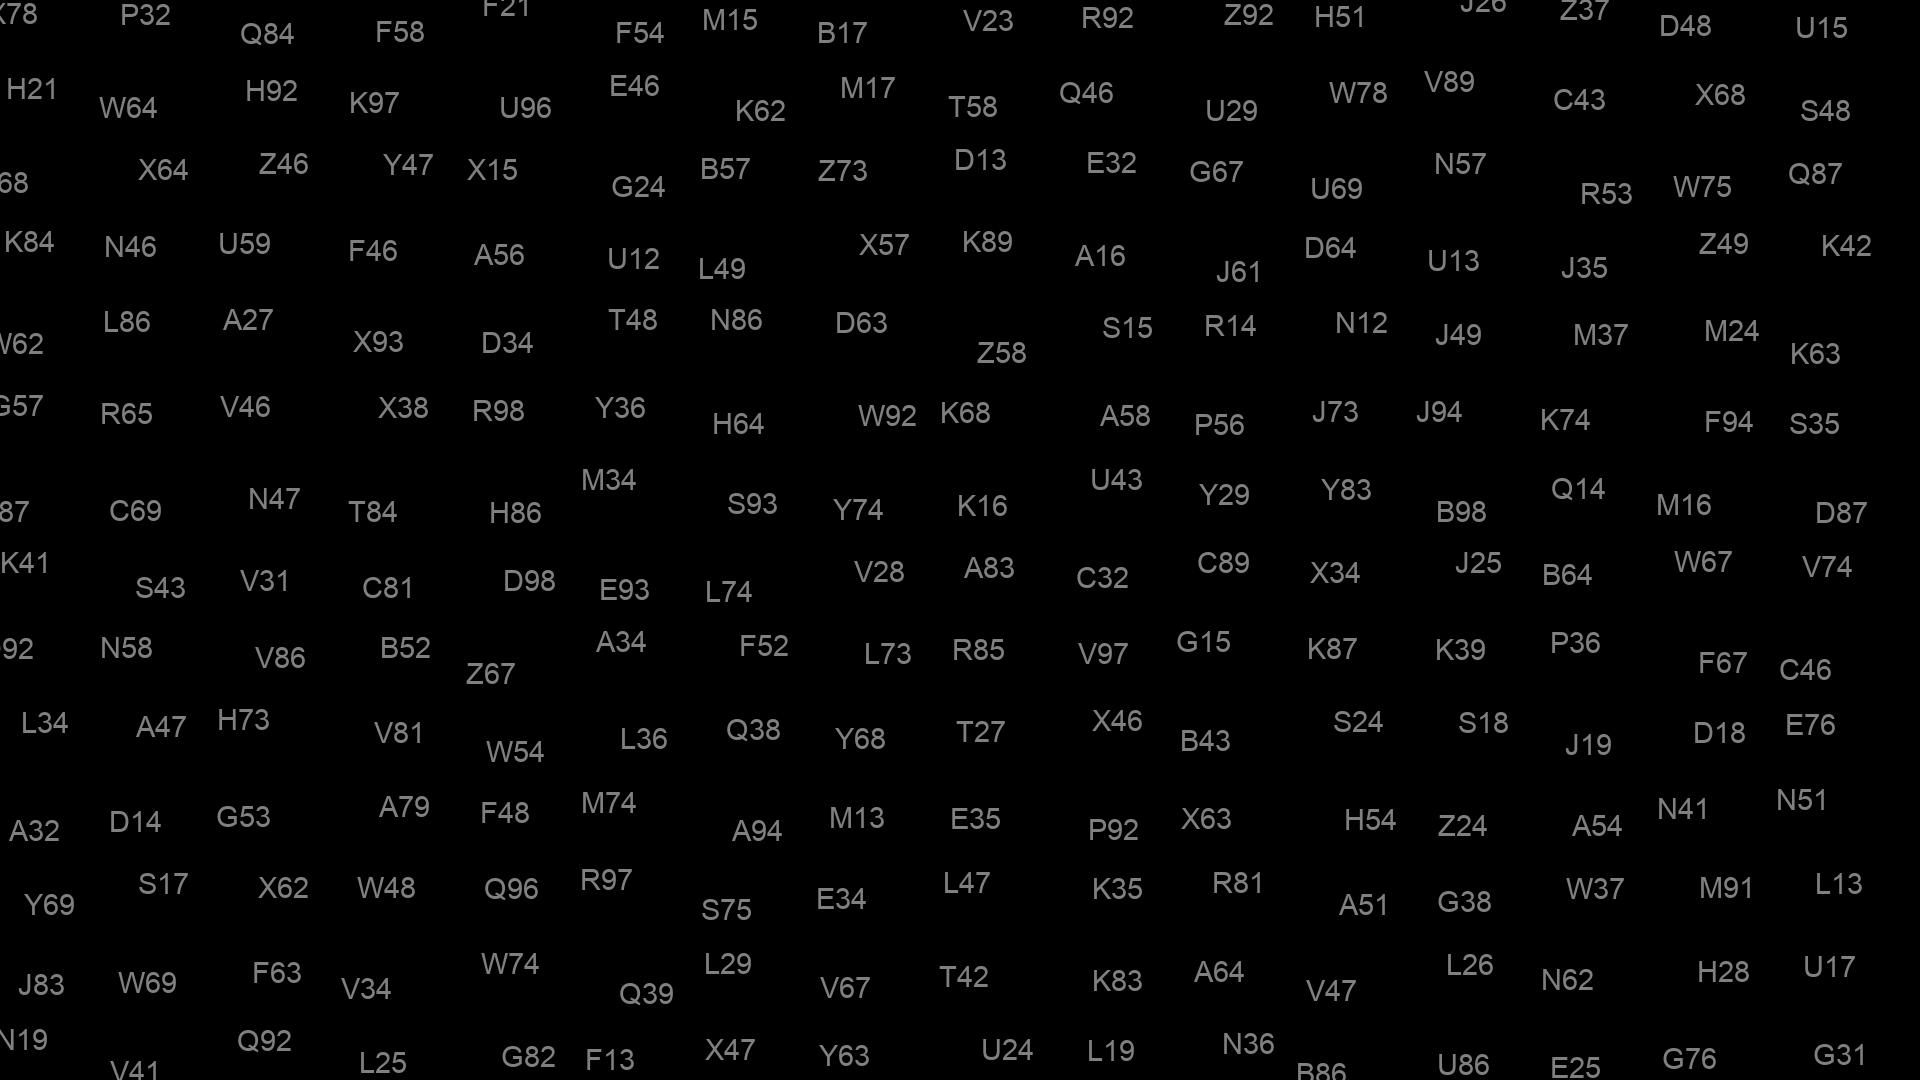 X78 P32 Q84 F58 F21 F54 M15 B17 V23 R92 Z92 H51 J26 Z37 D48 U15
H21 W64 H92 K97 U96 E46 K62 M17 T58 Q46 U29 W78 V89 C43 X68 S48
68 X64 Z46 Y47 X15 G24 B57 Z73 D13 E32 G67 U69 N57 R53 W75 Q87
K84 N46 U59 F46 A56 U12 L49 X57 K89 A16 J61 D64 U13 J35 Z49 K42
W62 L86 A27 X93 D34 T48 N86 D63 Z58 S15 R14 N12 J49 M37 M24 K63
G57 R65 V46 X38 R98 Y36 H64 W92 K68 A58 P56 J73 J94 K74 F94 S35
87 C69 N47 T84 H86 M34 S93 Y74 K16 U43 Y29 Y83 B98 Q14 M16 D87
K41 S43 V31 C81 D98 E93 L74 V28 A83 C32 C89 X34 J25 B64 W67 V74
92 N58 V86 B52 Z67 A34 F52 L73 R85 V97 G15 K87 K39 P36 F67 C46
L34 A47 H73 V81 W54 L36 Q38 Y68 T27 X46 B43 S24 S18 J19 D18 E76
A32 D14 G53 A79 F48 M74 A94 M13 E35 P92 X63 H54 Z24 A54 N41 N51
Y69 S17 X62 W48 Q96 R97 S75 E34 L47 K35 R81 A51 G38 W37 M91 L13
J83 W69 F63 V34 W74 Q39 L29 V67 T42 K83 A64 V47 L26 N62 H28 U17
N19 V41 Q92 L25 G82 F13 X47 Y63 U24 L19 N36 B86 U86 E25 G76 G31